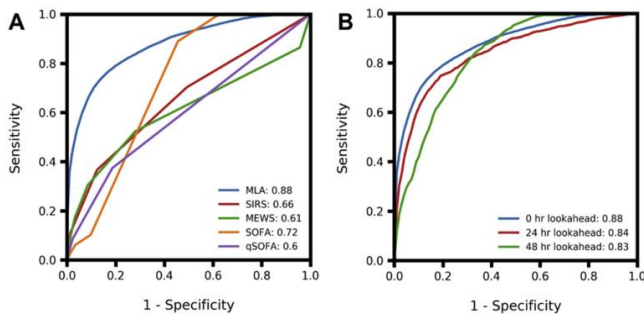 A
1.0
0.8
0.6
0.4
0.2
0.0
Sensitivity
MLA: 0.88
SIRS: 0.66
MEWS: 0.61
SOFA: 0.72
qSOFA: 0.6
0.0 0.2 0.4 0.6 0.8 1.0
1 - Specificity
B
1.0
0.8
0.6
0.4
0.2
0.0
Sensitivity
0 hr lookahead: 0.88
24 hr lookahead: 0.84
48 hr lookahead: 0.83
0.0 0.2 0.4 0.6 0.8 1.0
1 - Specificity